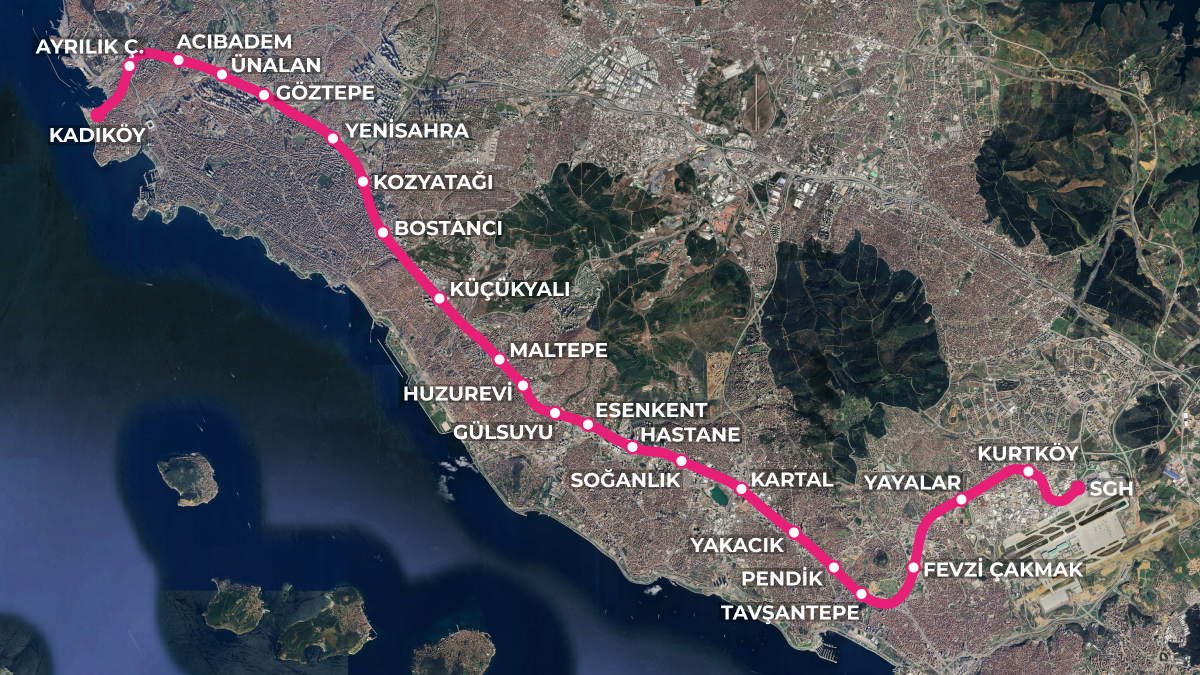 AYRILIK Ç.
ACIBADEM
ÜNALAN
GÖZTEPE
KADIKÖY
YENİSAHRA
KOZYATAĞI
BOSTANCI
KÜÇÜKYALI
MALTEPE
HUZUREVİ
ESENKENT
GÜLSUYU
HASTANE
SOĞANLIK
KARTAL
KURTKÖY
YAYALAR
SGH
YAKACIK
PENDİK
FEVZİ ÇAKMAK
TAVŞANTEPE